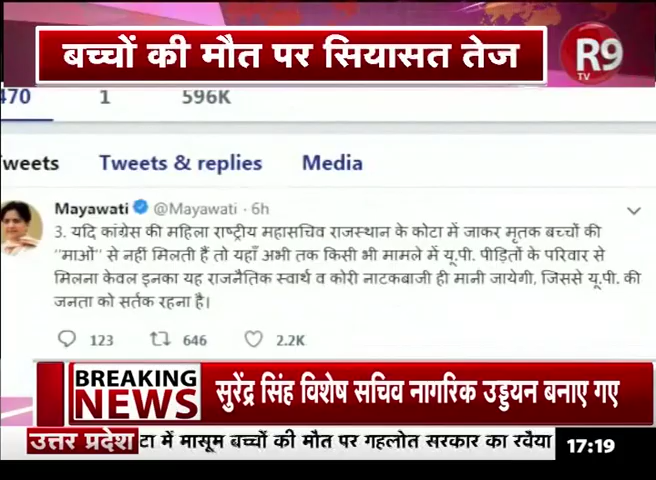 बच्चों की मौत पर सियासत तेज
R9
TV
470 1 596K
Tweets Tweets & replies Media
Mayawati @Mayawati · 6h
3. यदि कांग्रेस की महिला राष्ट्रीय महासचिव राजस्थान के कोटा में जाकर मृतक बच्चों की
"माओं" से नहीं मिलती हैं तो यहाँ अभी तक किसी भी मामले में यू.पी. पीड़ितों के परिवार से
मिलना केवल इनका यह राजनैतिक स्वार्थ व कोरी नाटकबाजी ही मानी जायेगी, जिससे यू.पी. की
जनता को सर्तक रहना है।
123 646 2.2K
BREAKING
NEWS
सुरेंद्र सिंह विशेष सचिव नागरिक उड्डयन बनाए गए
उत्तर प्रदेश टा में मासूम बच्चों की मौत पर गहलोत सरकार का रवैया 17:19